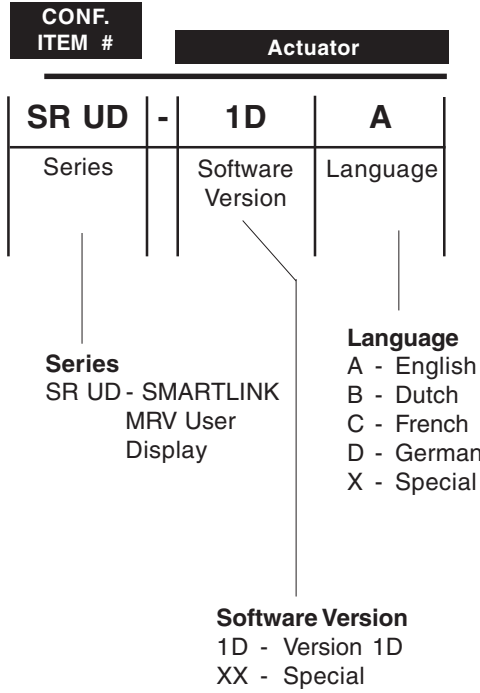 CONF.
ITEM #
Actuator
SR UD - 1D A
Series Software Version Language
Series
SR UD - SMARTLINK
MRV User
Display
Language
A - English
B - Dutch
C - French
D - German
X - Special
Software Version
1D - Version 1D
XX - Special